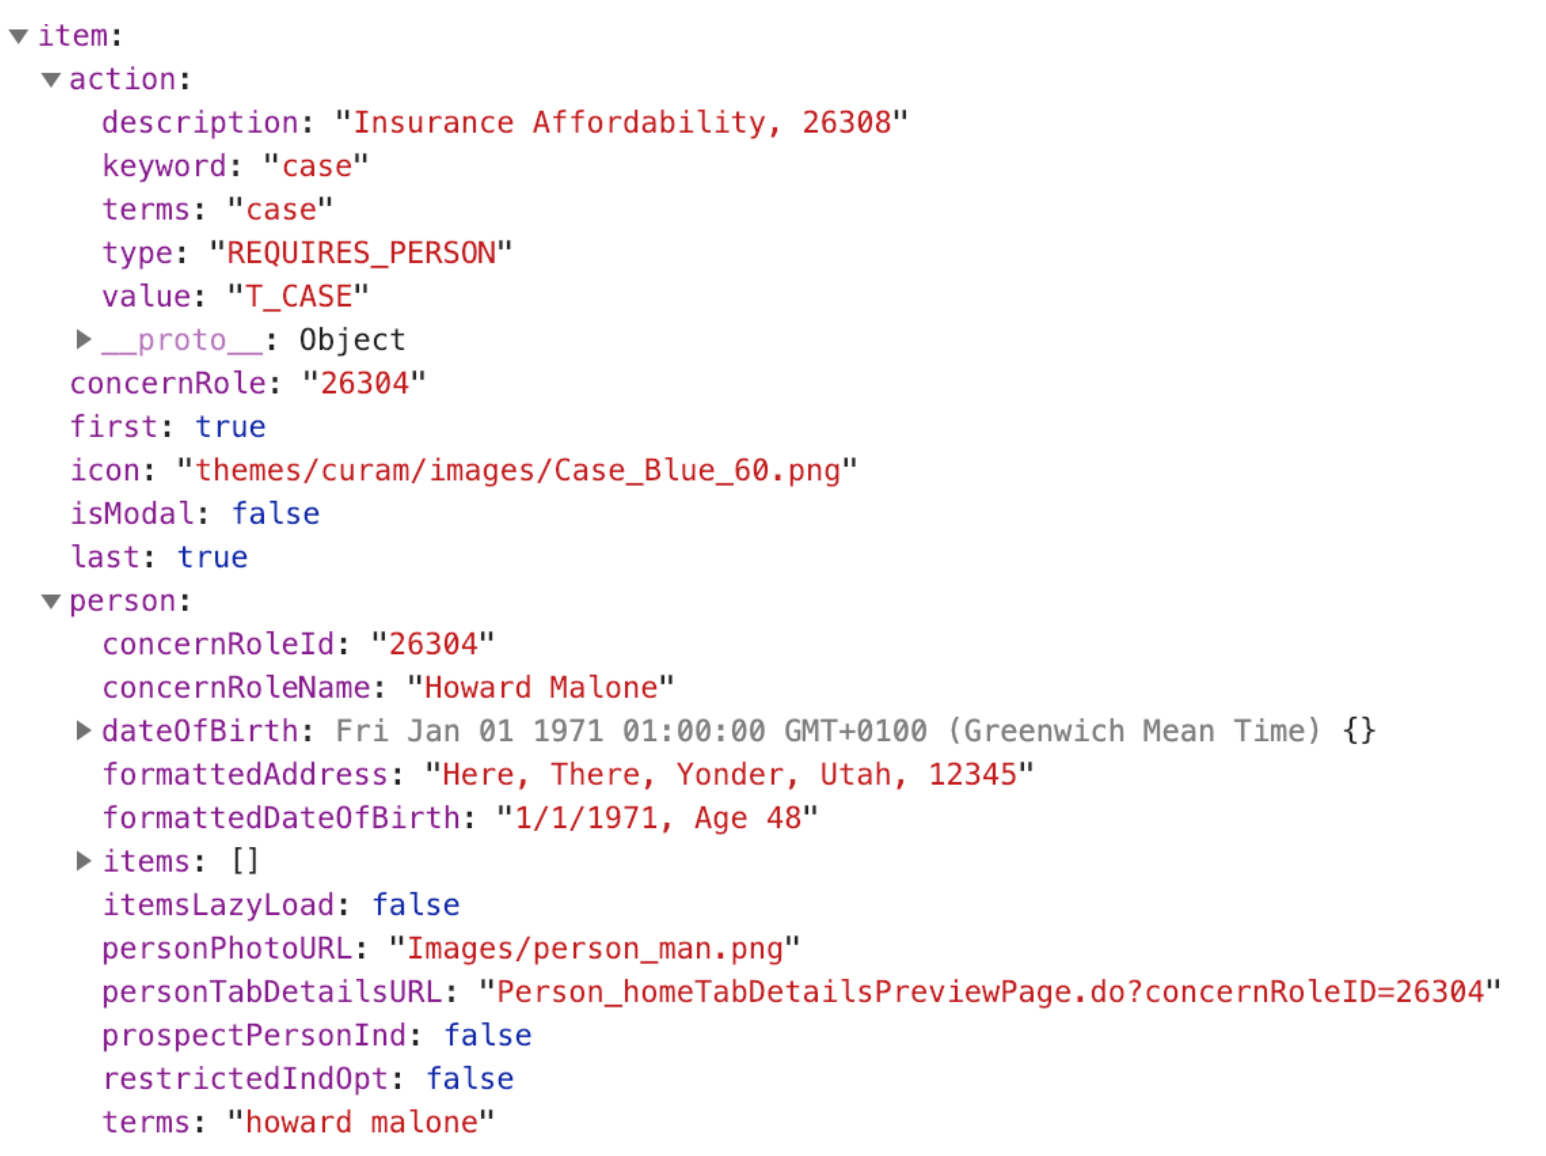 item:
action:
description: "Insurance Affordability, 26308"
keyword: "case"
terms: "case"
type: "REQUIRES_PERSON"
value: "T_CASE"
__proto__: Object
concernRole: "26304"
first: true
icon: "themes/curam/images/Case_Blue_60.png"
isModal: false
last: true
person:
concernRoleId: "26304"
concernRoleName: "Howard Malone"
dateOfBirth: Fri Jan 01 1971 01:00:00 GMT+0100 (Greenwich Mean Time) {}
formattedAddress: "Here, There, Yonder, Utah, 12345"
formattedDateOfBirth: "1/1/1971, Age 48"
items: []
itemsLazyLoad: false
personPhotoURL: "Images/person_man.png"
personTabDetailsURL: "Person_homeTabDetailsPreviewPage.do?concernRoleID=26304"
prospectPersonInd: false
restrictedIndOpt: false
terms: "howard malone"